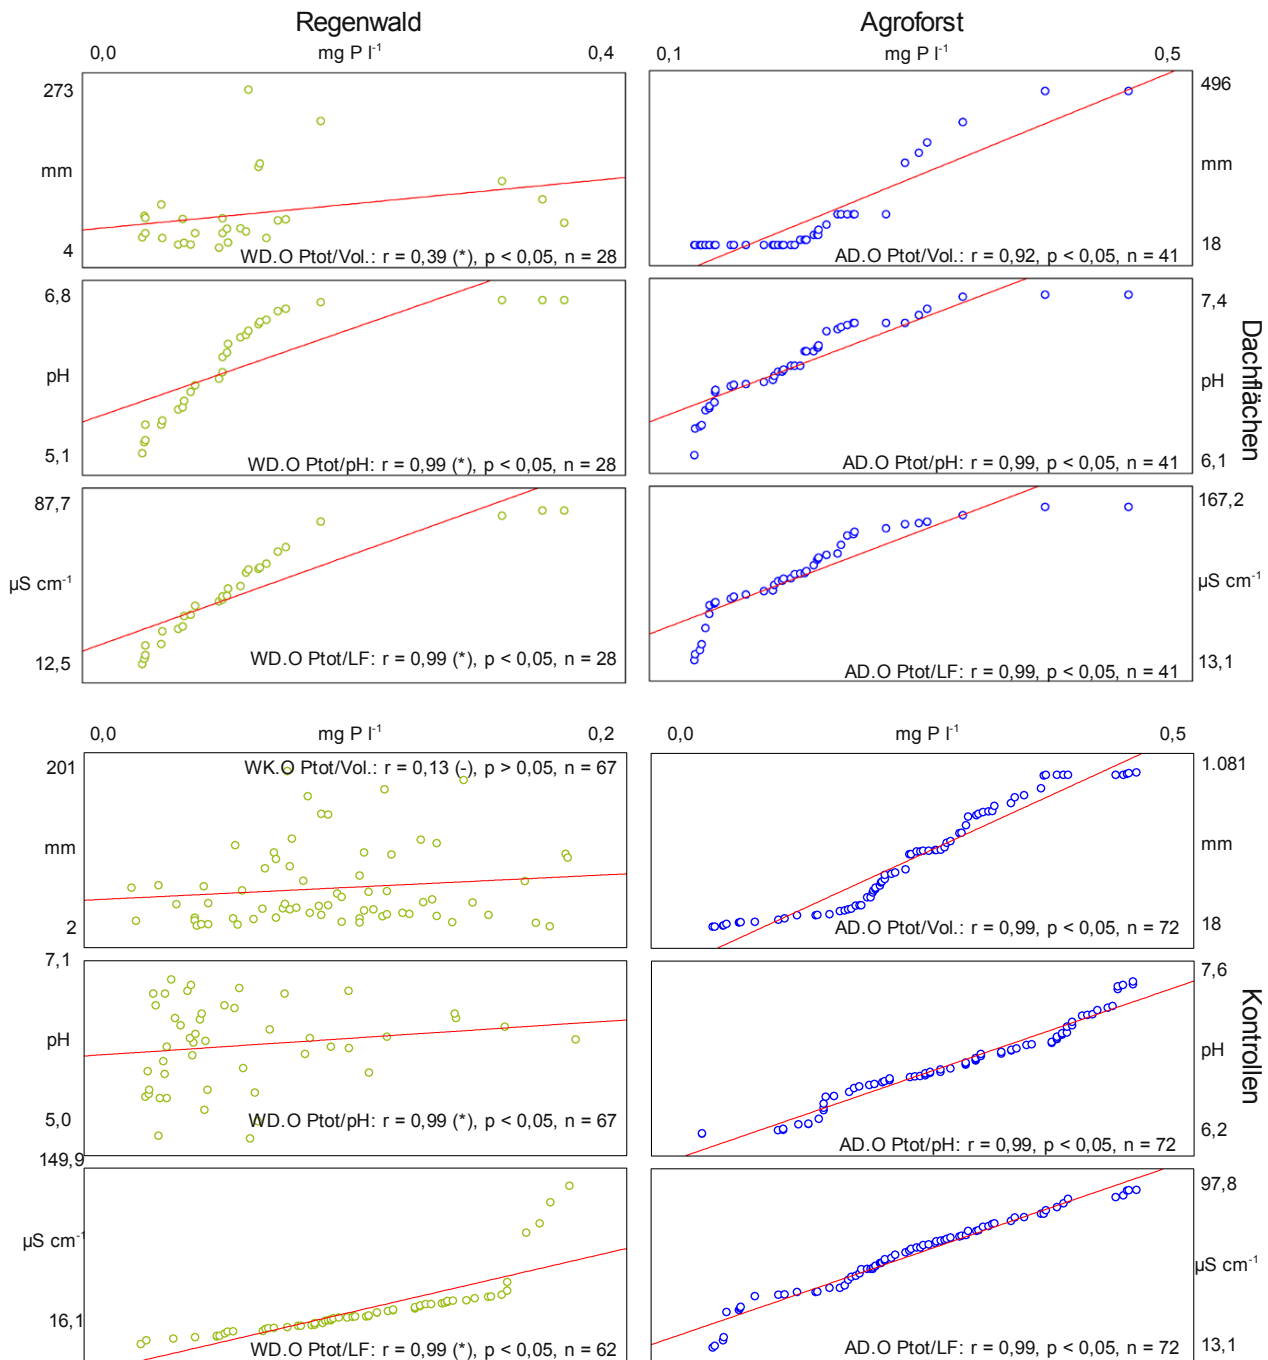 Regenwald Agroforst
0,0 mg P l-1 0,4 0,1 mg P l-1 0,5
273 496
mm mm
4 18
WD.O Ptot/Vol.: r = 0,39 (*), p < 0,05, n = 28 AD.O Ptot/Vol.: r = 0,92, p < 0,05, n = 41
6,8 7,4
pH pH
5,1 6,1
WD.O Ptot/pH: r = 0,99 (*), p < 0,05, n = 28 AD.O Ptot/pH: r = 0,99, p < 0,05, n = 41
Dachflächen
87,7 167,2
µS cm-1 µS cm-1
12,5 13,1
WD.O Ptot/LF: r = 0,99 (*), p < 0,05, n = 28 AD.O Ptot/LF: r = 0,99, p < 0,05, n = 41
0,0 mg P l-1 0,2 0,0 mg P l-1 0,5
201 WK.O Ptot/Vol.: r = 0,13 (-), p > 0,05, n = 67 1.081
mm mm
2 AD.O Ptot/Vol.: r = 0,99, p < 0,05, n = 72 18
7,1 7,6
pH pH
5,0 6,2
WD.O Ptot/pH: r = 0,99 (*), p < 0,05, n = 67 AD.O Ptot/pH: r = 0,99, p < 0,05, n = 72
Kontrollen
149,9 97,8
µS cm-1 µS cm-1
16,1 13,1
WD.O Ptot/LF: r = 0,99 (*), p < 0,05, n = 62 AD.O Ptot/LF: r = 0,99, p < 0,05, n = 72